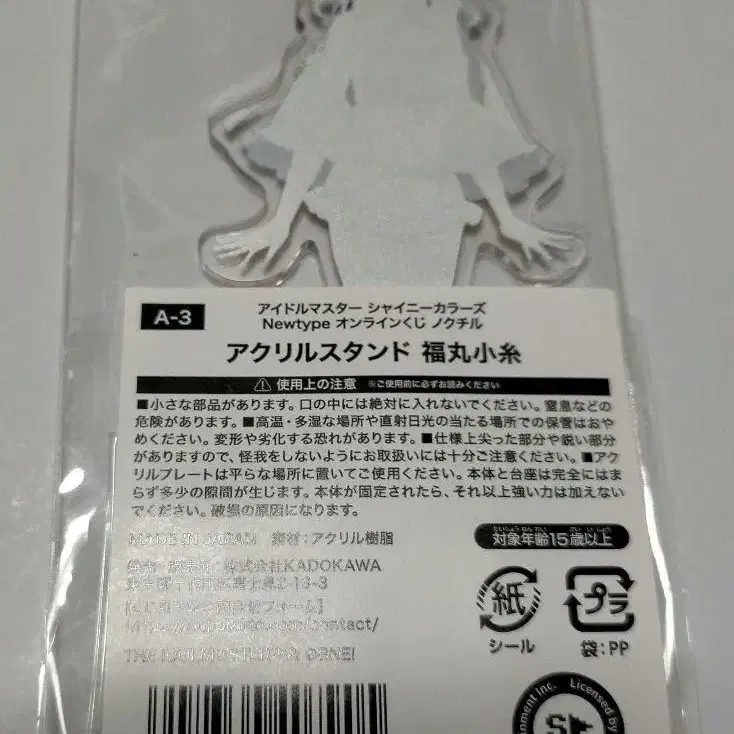 A-3
アイドルマスター シャイニーカラーズ
Newtype オンラインくじ ノクチル
アクリルスタンド 福丸小糸
使用上の注意 ※ご使用前に必ずお読みください
■小さな部品があります。口の中には絶対に入れないでください。窒息などの
危険があります。■高温・多湿な場所や直射日光の当たる場所での保管はおや
めください。変形や劣化する恐れがあります。■仕様上尖った部分や鋭い部分
がありますので、怪我をしないようにお取扱いには十分ご注意ください。■アク
リルプレートは平らな場所に置いてご使用ください。本体と台座は完全にはま
らず多少の隙間が生じます。本体が固定されたら、それ以上強い力は加えない
でください。破損の原因になります。
MADE IN JAPAN 素材:アクリル樹脂
対象年齢15歳以上
株式会社KADOKAWA
2-13-3
contact/
紙
シール
プラ
袋:PP
Licensed by
Inc.